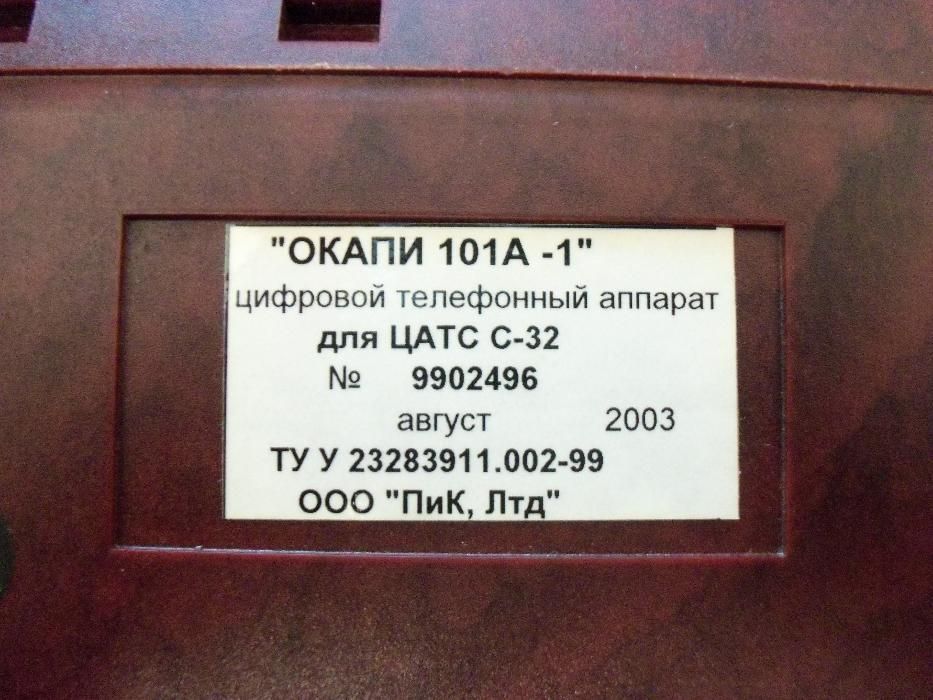 "ОКАПИ 101А -1"
цифровой телефонный аппарат
для ЦАТС С-32
№ 9902496
август 2003
ТУ У 23283911.002-99
ООО "ПиК, Лтд"